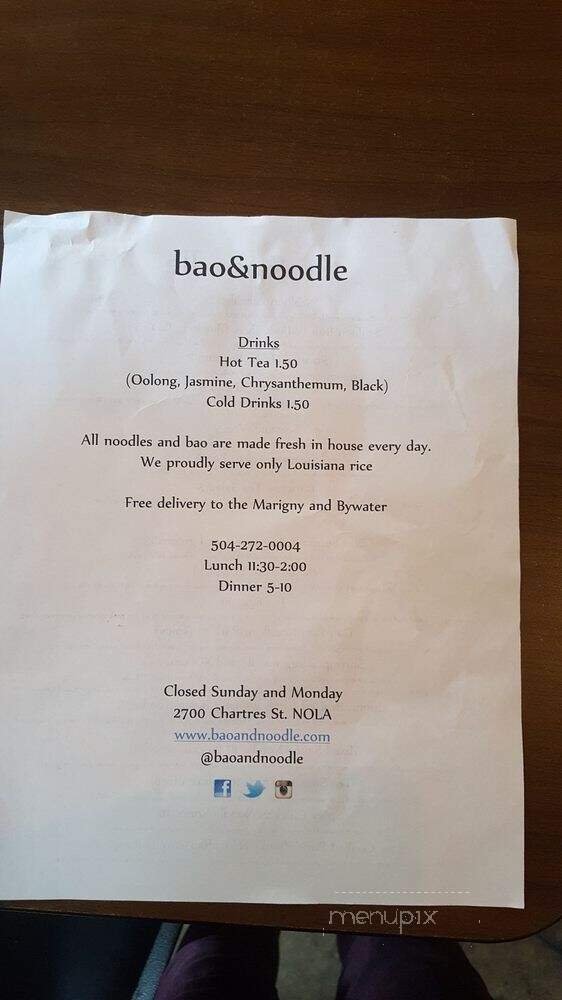 bao&noodle
Drinks
Hot Tea 1.50
(Oolong, Jasmine, Chrysanthemum, Black)
Cold Drinks 1.50
All noodles and bao are made fresh in house every day.
We proudly serve only Louisiana rice
Free delivery to the Marigny and Bywater
504-272-0004
Lunch 11:30-2:00
Dinner 5-10
Closed Sunday and Monday
2700 Chartres St. NOLA
www.baoandnoodle.com
@baoandnoodle
menupix